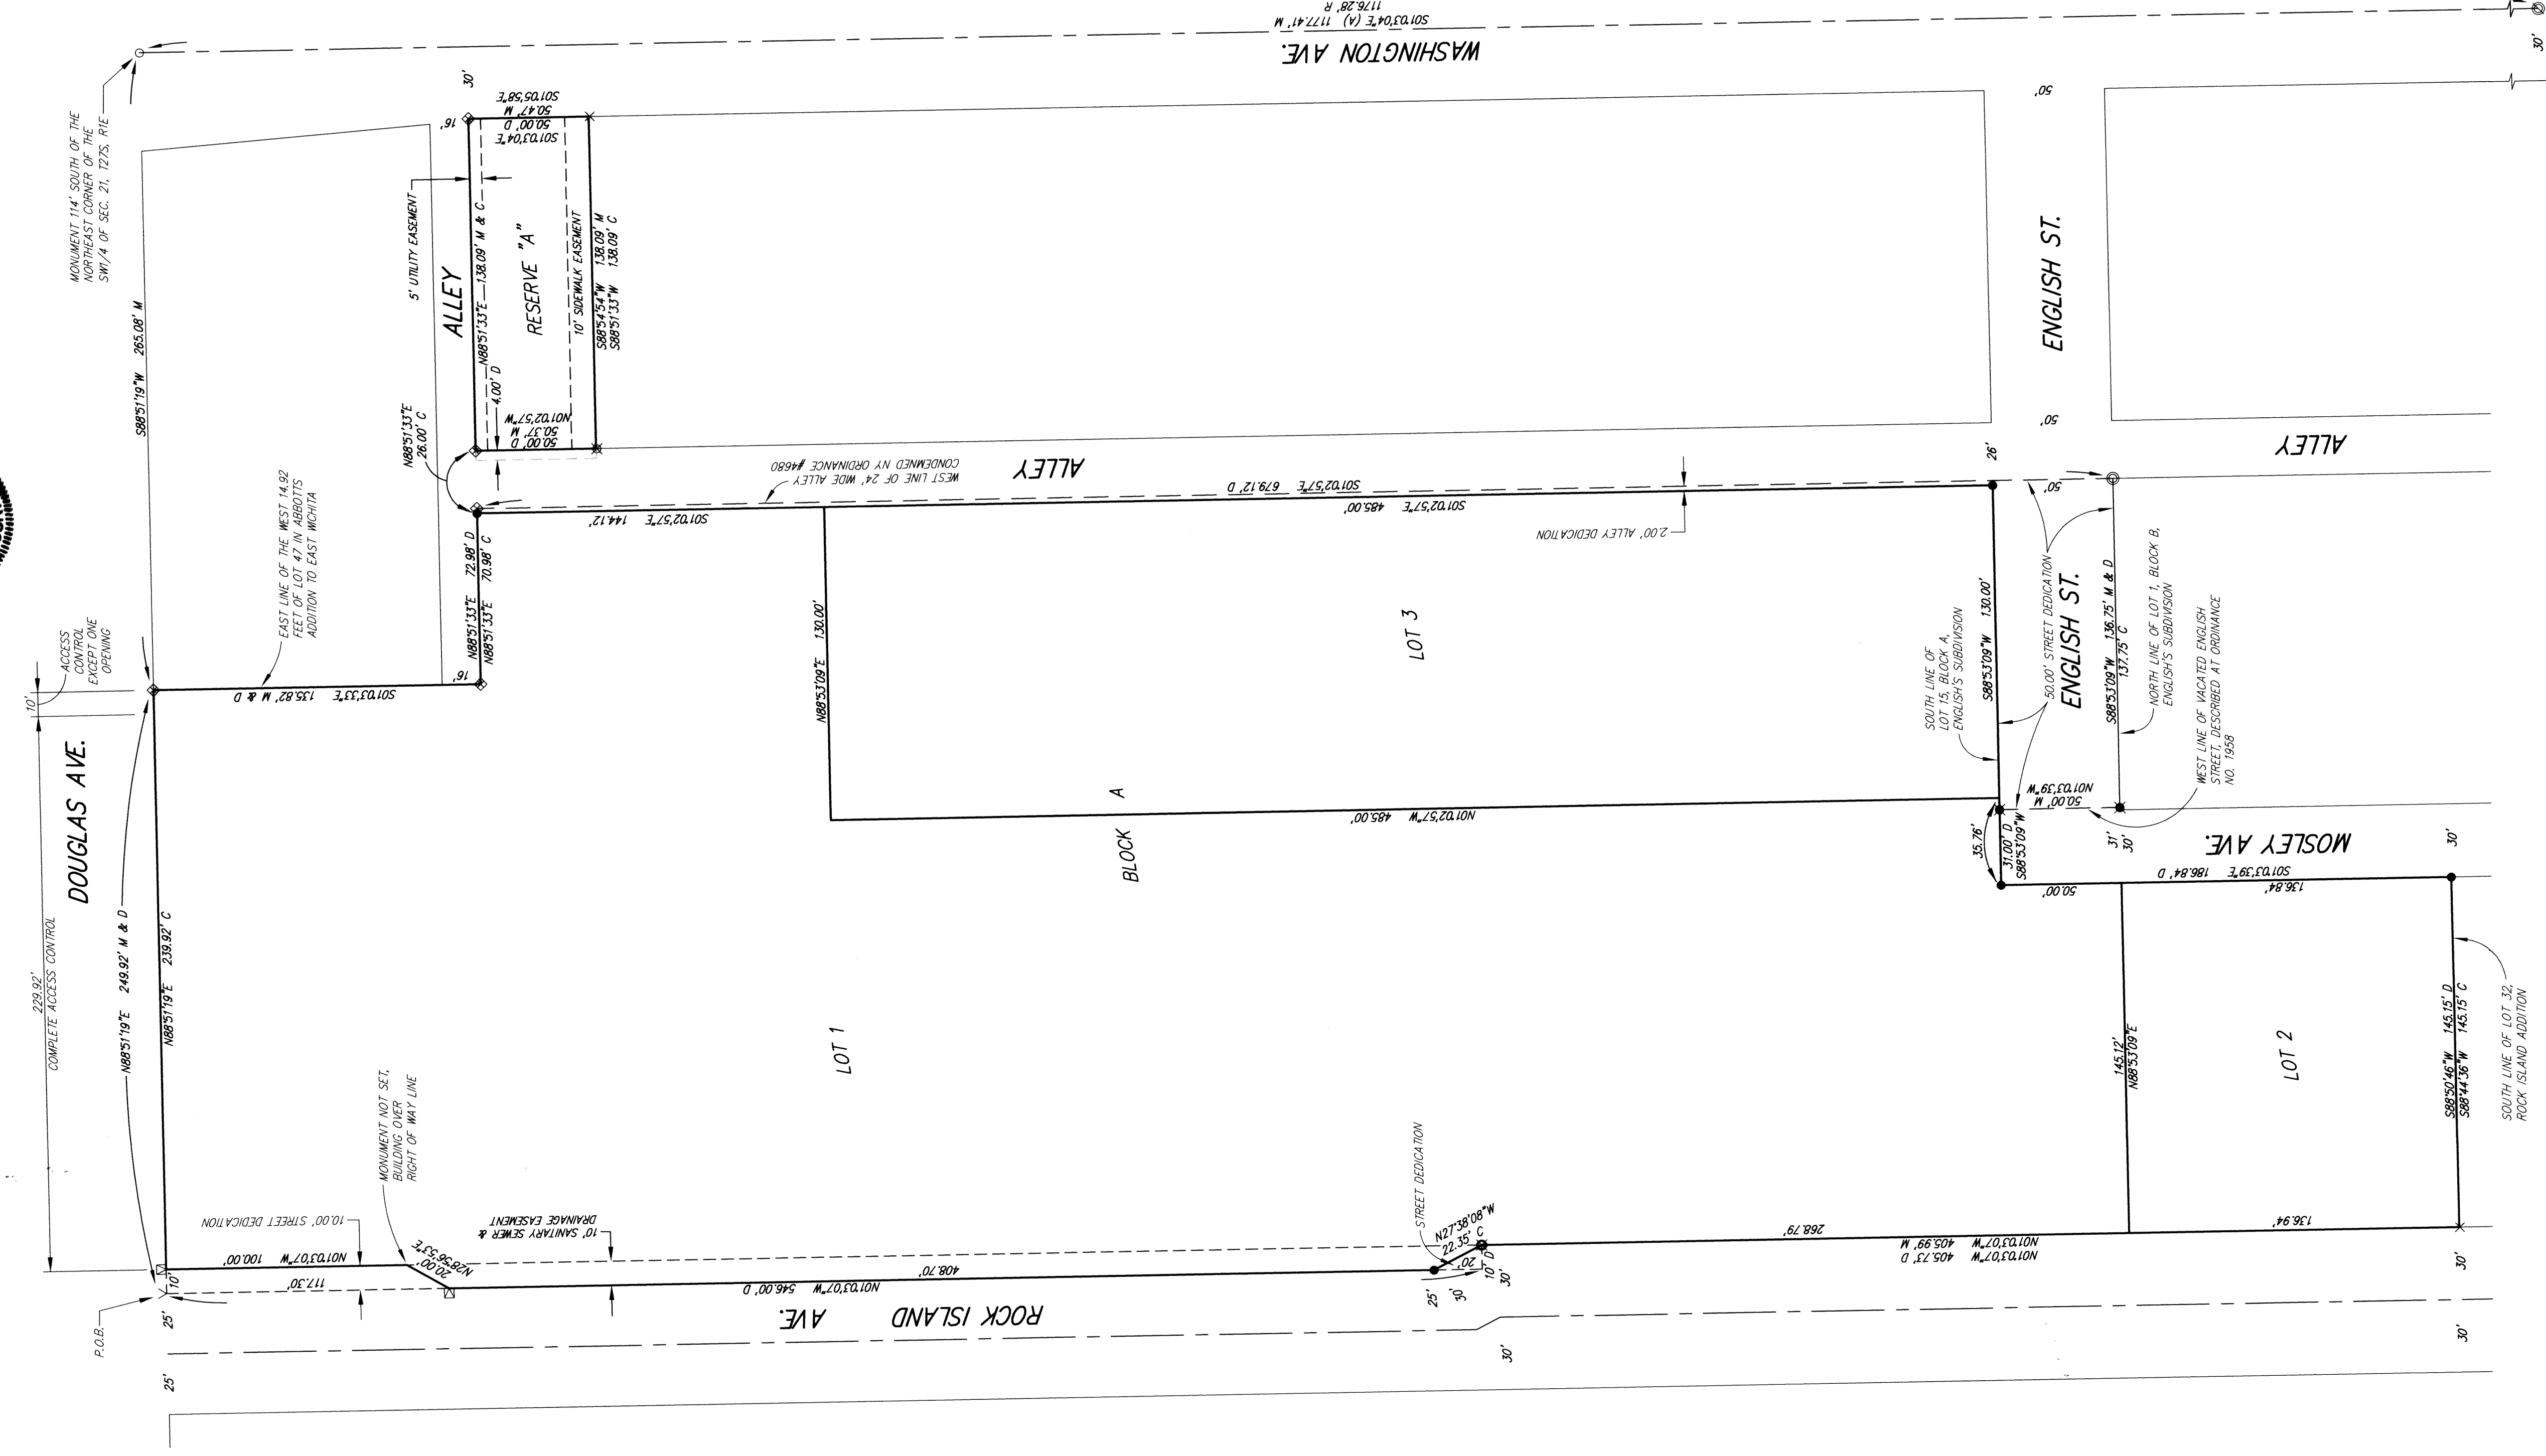 S01°03'04"E (A) 1177.41' M
1176.28' R
WASHINGTON AVE.
30'
MONUMENT 114' SOUTH OF THE
NORTHEAST CORNER OF THE
SW1/4 OF SEC. 21, T27S, R1E
30'
16'
S01°05'58"E
50.47' M
50.00' D
S01°03'04"E
50'
S88°51'19"W 265.08' M
5' UTILITY EASEMENT
ALLEY
N88°51'33"E 138.09' M & C
RESERVE "A"
10' SIDEWALK EASEMENT
S88°54'54"W 138.09' M
S88°51'33"W 138.09' C
4.00' D
N01°02'57"W
50.37' M
50.00' D
N88°51'33"E
26.00' C
ENGLISH ST.
50'
ALLEY
WEST LINE OF 24' WIDE ALLEY
CONDEMNED NY ORDINANCE #4680
ALLEY
26'
50'
S01°02'57"E 679.12' D
S01°02'57"E 144.12'
S01°02'57"E 485.00'
2.00' ALLEY DEDICATION
EAST LINE OF THE WEST 14.92
FEET OF LOT 47 IN ABBOTTS
ADDITION TO EAST WICHITA
N88°51'33"E 72.98' D
N88°51'33"E 70.98' C
16'
S01°03'33"E 135.82' M & D
ACCESS
CONTROL
EXCEPT ONE
OPENING
10'
N88°53'09"E 130.00'
LOT 3
S88°53'09"W 130.00'
SOUTH LINE OF
LOT 15, BLOCK A,
ENGLISH'S SUBDIVISION
50.00' STREET DEDICATION
ENGLISH ST.
S88°53'09"W 136.75' M & D
137.75' C
NORTH LINE OF LOT 1, BLOCK B,
ENGLISH'S SUBDIVISION
WEST LINE OF VACATED ENGLISH
STREET, DESCRIBED AT ORDINANCE
NO. 1958
N01°03'39"W
50.00' M
DOUGLAS AVE.
229.92'
COMPLETE ACCESS CONTROL
N88°51'19"E 249.92' M & D
N88°51'19"E 239.92' C
N01°02'57"W 485.00'
BLOCK A
35.76'
31.00' D
S88°53'09"W
31'
30'
MOSLEY AVE.
30'
S01°03'39"E 186.84' D
50.00'
136.84'
LOT 1
145.12'
N88°53'09"E
LOT 2
S88°50'46"W 145.15' D
S88°44'36"W 145.15' C
SOUTH LINE OF LOT 32,
ROCK ISLAND ADDITION
MONUMENT NOT SET,
BUILDING OVER
RIGHT OF WAY LINE
10.00' STREET DEDICATION
N01°03'07"W 100.00'
117.30'
10'
20.00'
N28°56'53"E
10' SANITARY SEWER &
DRAINAGE EASEMENT
408.70'
N01°03'07"W 546.00' D
STREET DEDICATION
N27°38'08"W
22.35' C
20'
10' D
30'
25'
30'
268.79'
136.94'
N01°03'07"W 405.99' M
N01°03'07"W 405.73' D
30'
P.O.B.
25'
ROCK ISLAND AVE.
25'
30'
30'